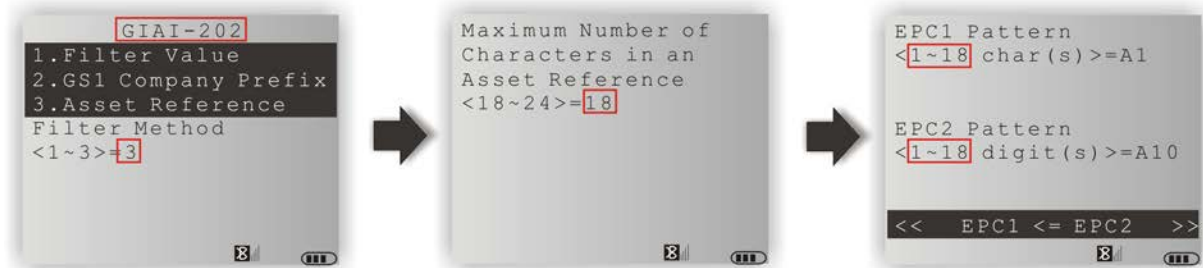 GIAI-202
1.Filter Value
2.GS1 Company Prefix
3.Asset Reference
Filter Method
<1~3>=3
Maximum Number of
Characters in an
Asset Reference
<18~24>=18
EPC1 Pattern
<1~18 char(s)>=A1
EPC2 Pattern
<1~18 digit(s)>=A10
<< EPC1 <= EPC2 >>